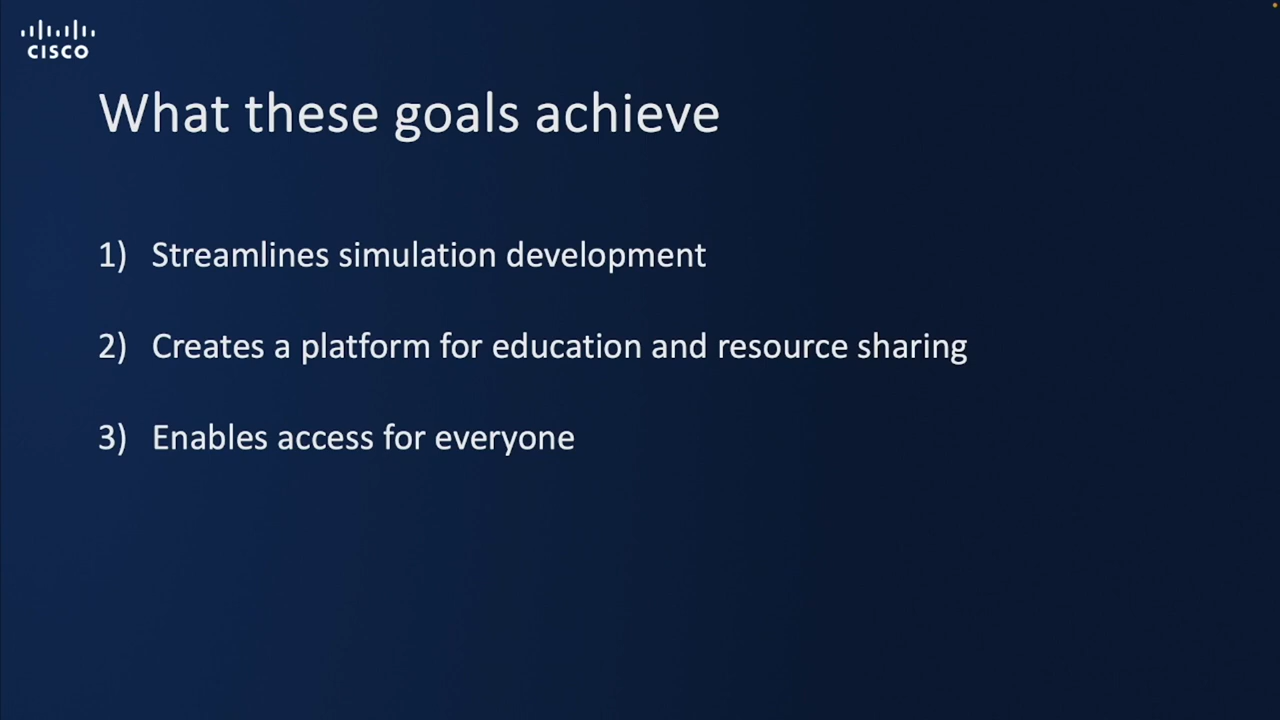 CISCO
What these goals achieve
1) Streamlines simulation development
2) Creates a platform for education and resource sharing
3) Enables access for everyone